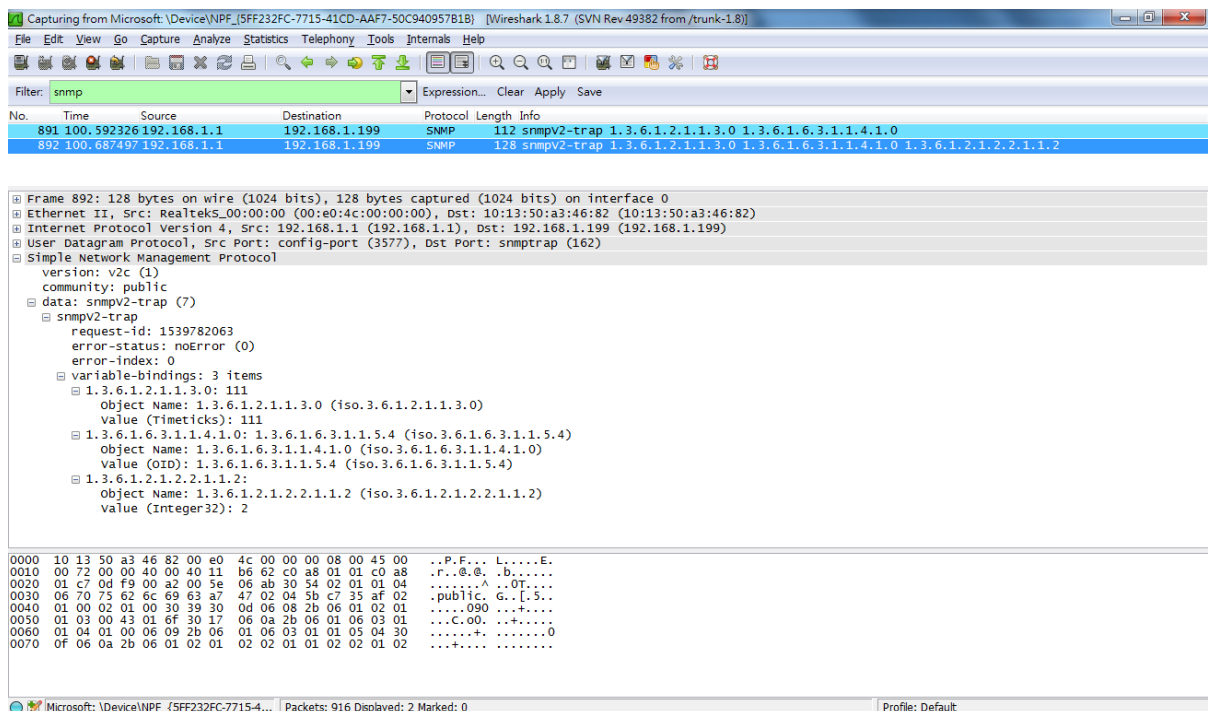 Capturing from Microsoft: \Device\NPF_{5FF232FC-7715-41CD-AAF7-50C940957B1B} [Wireshark 1.8.7 (SVN Rev 49382 from /trunk-1.8)]
File Edit View Go Capture Analyze Statistics Telephony Tools Internals Help
Filter: snmp Expression... Clear Apply Save
No. Time Source Destination Protocol Length Info
891 100.592326 192.168.1.1 192.168.1.199 SNMP 112 snmpV2-trap 1.3.6.1.2.1.1.3.0 1.3.6.1.6.3.1.1.4.1.0
892 100.687497 192.168.1.1 192.168.1.199 SNMP 128 snmpV2-trap 1.3.6.1.2.1.1.3.0 1.3.6.1.6.3.1.1.4.1.0 1.3.6.1.2.1.2.2.1.1.2
Frame 892: 128 bytes on wire (1024 bits), 128 bytes captured (1024 bits) on interface 0
Ethernet II, Src: RealtekS_00:00:00 (00:e0:4c:00:00:00), Dst: 10:13:50:a3:46:82 (10:13:50:a3:46:82)
Internet Protocol Version 4, Src: 192.168.1.1 (192.168.1.1), Dst: 192.168.1.199 (192.168.1.199)
User Datagram Protocol, Src Port: config-port (3577), Dst Port: snmptrap (162)
Simple Network Management Protocol
version: v2c (1)
community: public
data: snmpV2-trap (7)
snmpV2-trap
request-id: 1539782063
error-status: noError (0)
error-index: 0
variable-bindings: 3 items
1.3.6.1.2.1.1.3.0: 111
Object Name: 1.3.6.1.2.1.1.3.0 (iso.3.6.1.2.1.1.3.0)
Value (Timeticks): 111
1.3.6.1.6.3.1.1.4.1.0: 1.3.6.1.6.3.1.1.5.4 (iso.3.6.1.6.3.1.1.5.4)
Object Name: 1.3.6.1.6.3.1.1.4.1.0 (iso.3.6.1.6.3.1.1.4.1.0)
Value (OID): 1.3.6.1.6.3.1.1.5.4 (iso.3.6.1.6.3.1.1.5.4)
1.3.6.1.2.1.2.2.1.1.2:
Object Name: 1.3.6.1.2.1.2.2.1.1.2 (iso.3.6.1.2.1.2.2.1.1.2)
Value (Integer32): 2
0000 10 13 50 a3 46 82 00 e0 4c 00 00 00 08 00 45 00 ..P.F... L.....E.
0010 00 72 00 00 40 00 40 11 b6 62 c0 a8 01 01 c0 a8 .r..@.@. .b......
0020 01 c7 0d f9 00 a2 00 5e 06 ab 30 54 02 01 01 04 .......^ ..0T....
0030 06 70 75 62 6c 69 63 a7 47 02 04 5b c7 35 af 02 .public. G..[.5..
0040 01 00 02 01 00 30 39 30 0d 06 08 2b 06 01 02 01 .....090 ...+....
0050 01 03 00 43 01 6f 30 17 06 0a 2b 06 01 06 03 01 ...C.o0. ..+.....
0060 01 04 01 00 06 09 2b 06 01 06 03 01 01 05 04 30 ......+. .......0
0070 0f 06 0a 2b 06 01 02 01 02 02 01 01 02 02 01 02 ...+.... ........
Microsoft: \Device\NPF_{5FF232FC-7715-4... Packets: 916 Displayed: 2 Marked: 0 Profile: Default